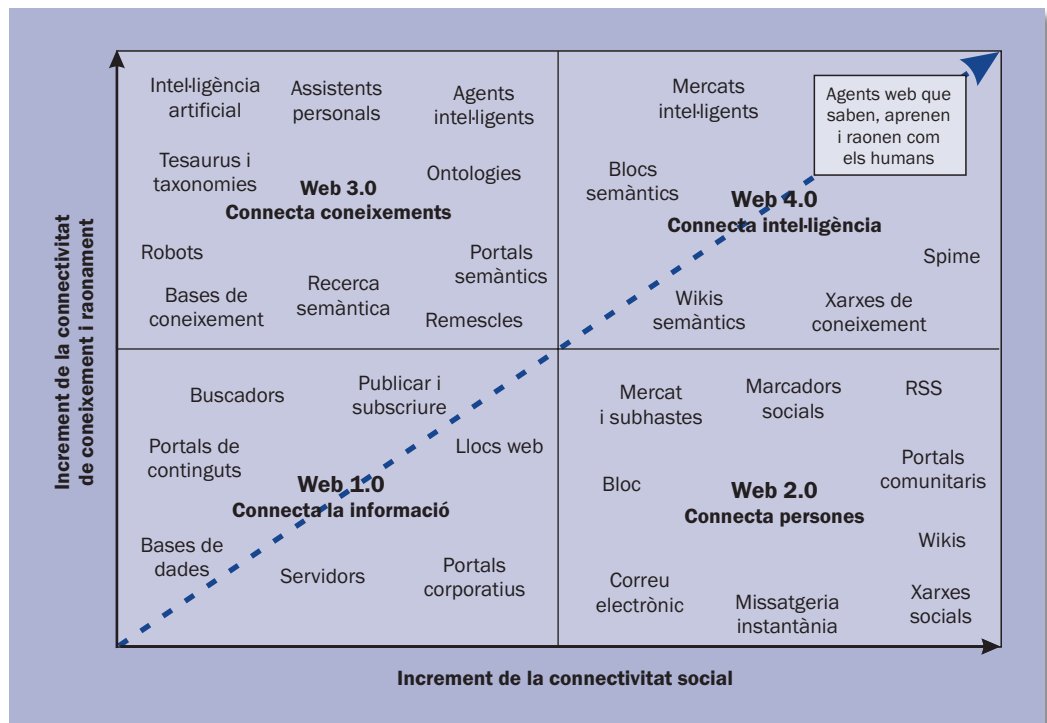 Intel·ligència
artificial
Assistents
personals
Agents
intel·ligents
Tesaurus i
taxonomies
Ontologies
Web 3.0
Connecta coneixements
Robots
Portals
semàntics
Recerca
semàntica
Bases de
coneixement
Remescles
Mercats
intel·ligents
Agents web que
saben, aprenen
i raonen com
els humans
Blocs
semàntics
Web 4.0
Connecta intel·ligència
Spime
Wikis
semàntics
Xarxes de
coneixement
Increment de la connectivitat
de coneixement i raonament
Buscadors
Publicar i
subscriure
Portals de
continguts
Llocs web
Web 1.0
Connecta la informació
Bases de
dades
Servidors
Portals
corporatius
Mercat
i subhastes
Marcadors
socials
RSS
Bloc
Portals
comunitaris
Web 2.0
Connecta persones
Wikis
Correu
electrònic
Missatgeria
instantània
Xarxes
socials
Increment de la connectivitat social